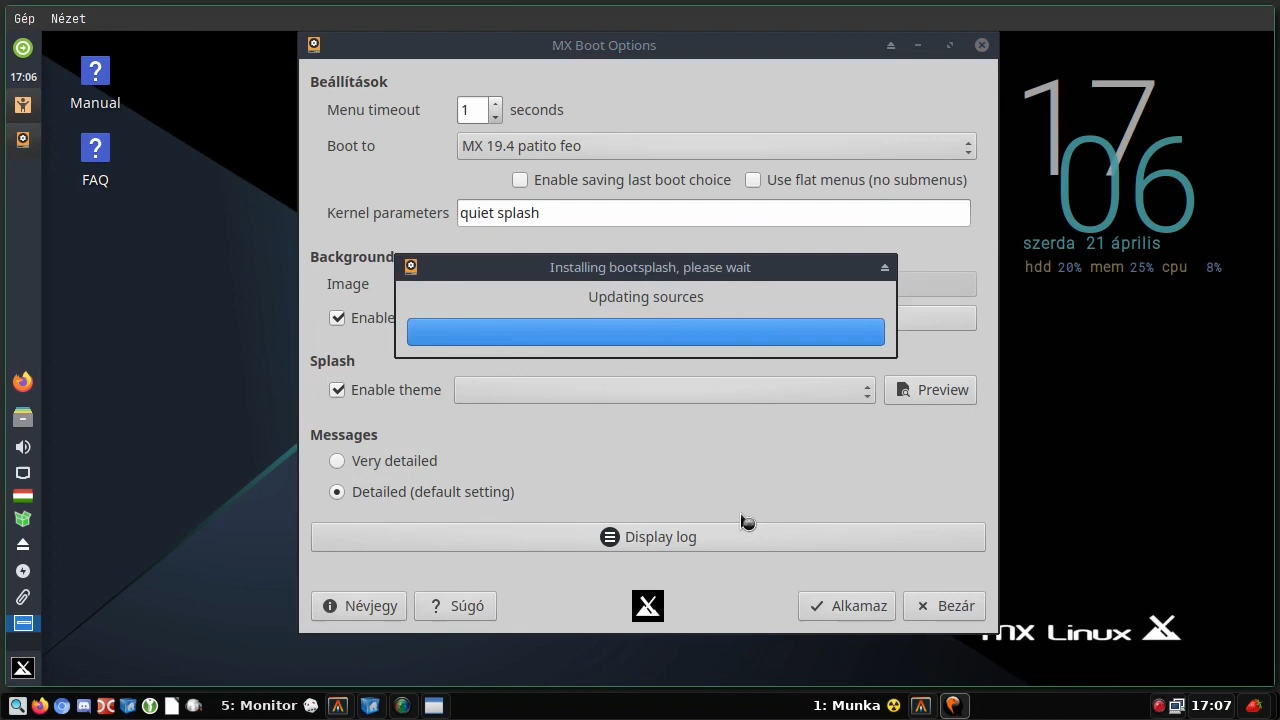 Gép Nézet
17:06
Manual
FAQ
MX Boot Options
Beállítások
Menu timeout 1 seconds
Boot to MX 19.4 patito feo
Enable saving last boot choice Use flat menus (no submenus)
Kernel parameters quiet splash
Background
Image
Enable
Installing bootsplash, please wait
Updating sources
Splash
Enable theme Preview
Messages
Very detailed
Detailed (default setting)
Display log
? Névjegy ? Súgó Alkamaz Bezár
17
06
szerda 21 április
hdd 20% mem 25% cpu 8%
MX Linux
5: Monitor 1: Munka 17:07